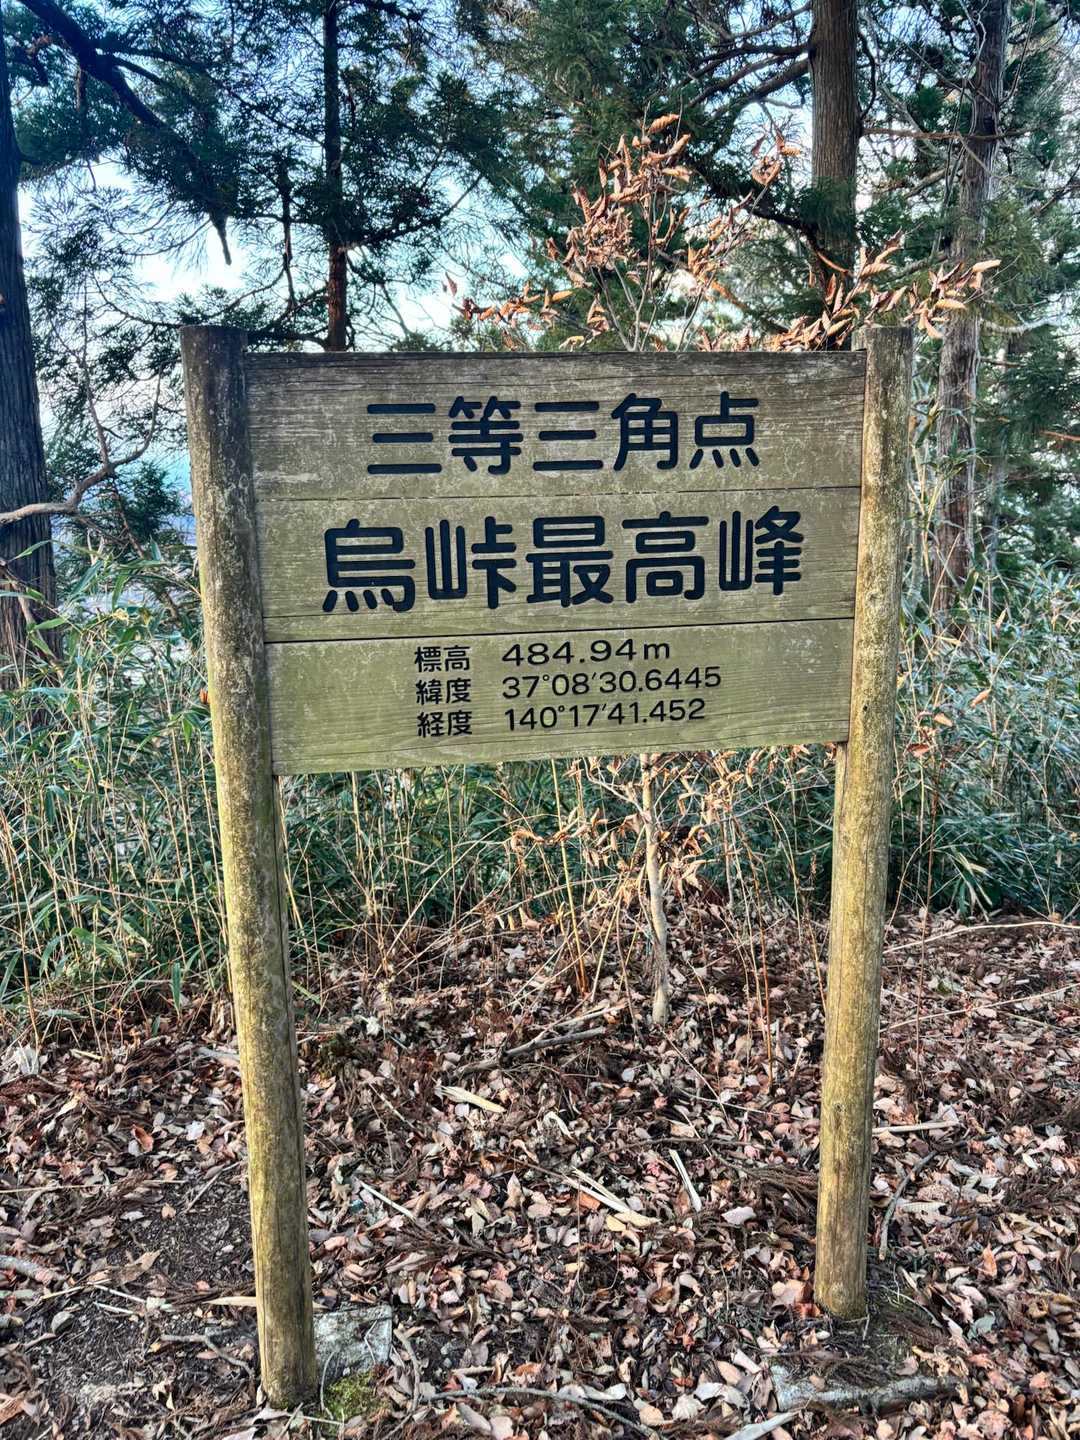 三等三角点
烏峠最高峰
標高 484.94m
緯度 37°08′30.6445
経度 140°17′41.452